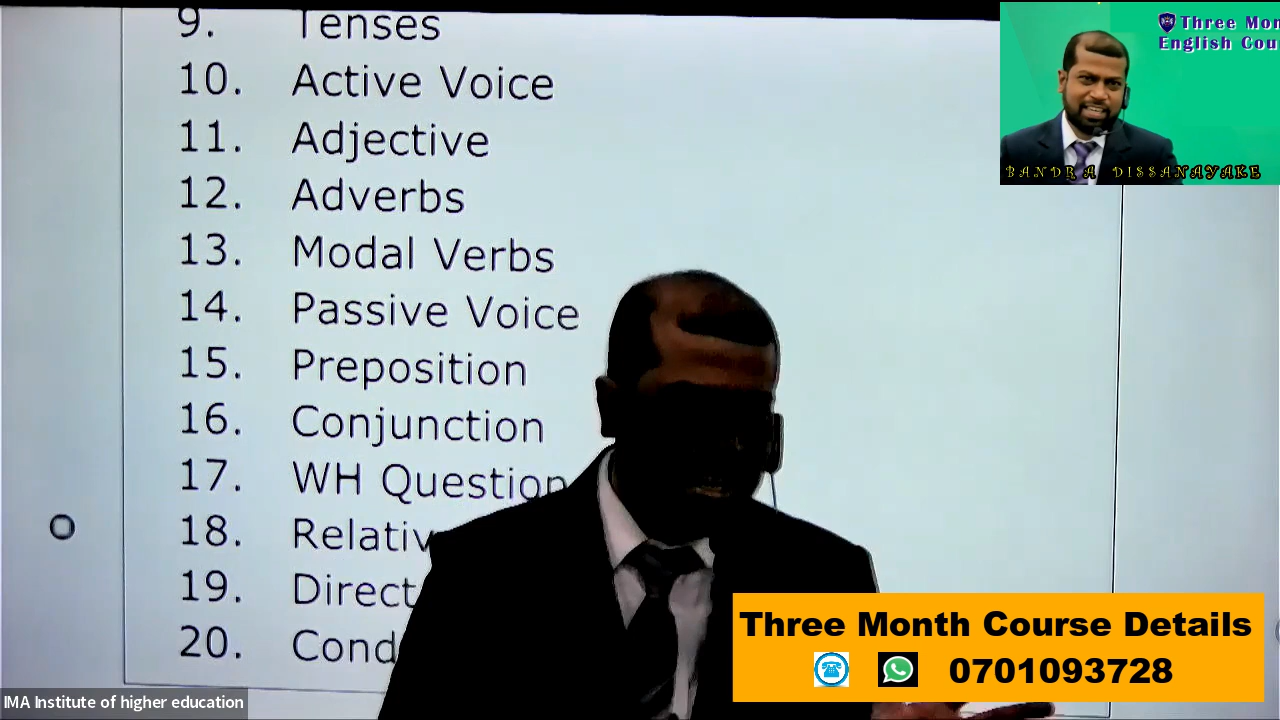 9. Tenses
10. Active Voice
11. Adjective
12. Adverbs
13. Modal Verbs
14. Passive Voice
15. Preposition
16. Conjunction
17. WH Question
18. Relativ
19. Direct
20. Cond
Three Mon
English Cou
BANDRA DISSANAYAKE
Three Month Course Details
0701093728
IMA Institute of higher education